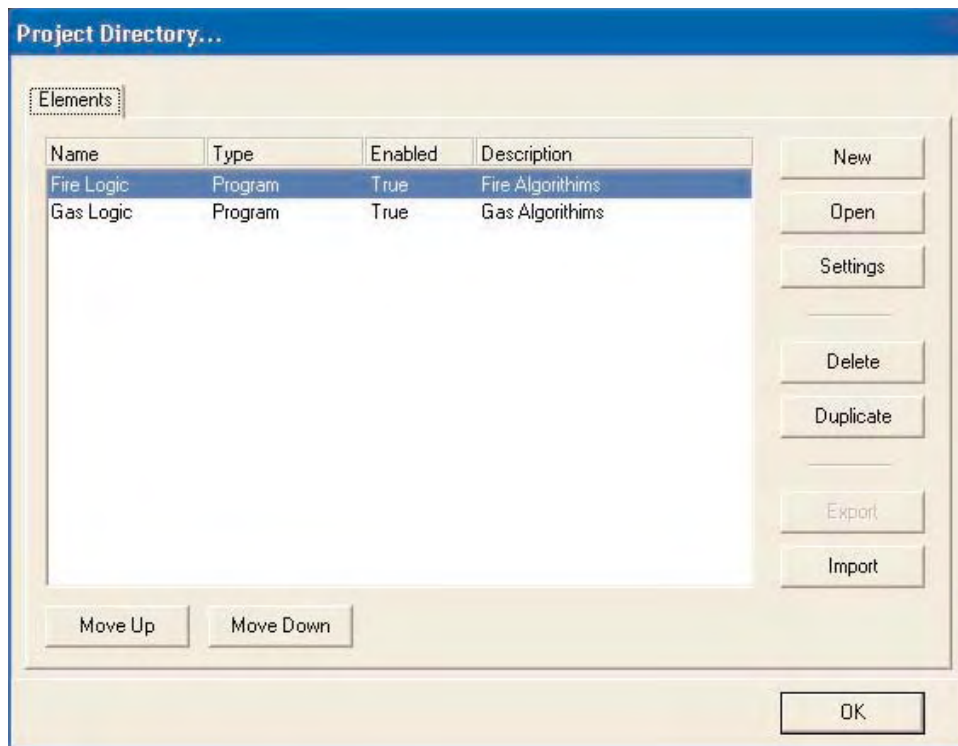 Project Directory...
Elements
Name Type Enabled Description
Fire Logic Program True Fire Algorithims
Gas Logic Program True Gas Algorithims
New
Open
Settings
Delete
Duplicate
Export
Import
Move Up Move Down
OK